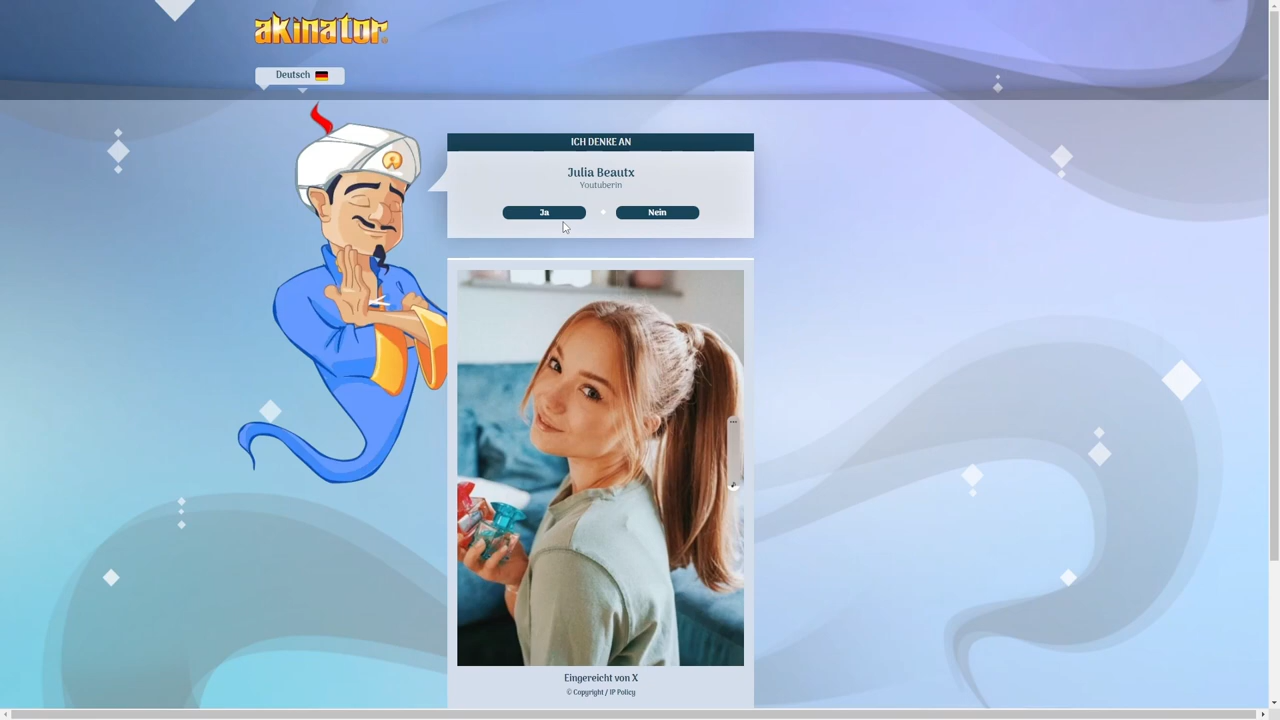 akinator
Deutsch
ICH DENKE AN
Julia Beautx
Youtuberin
Ja
Nein
Eingereicht von X
© Copyright / IP Policy